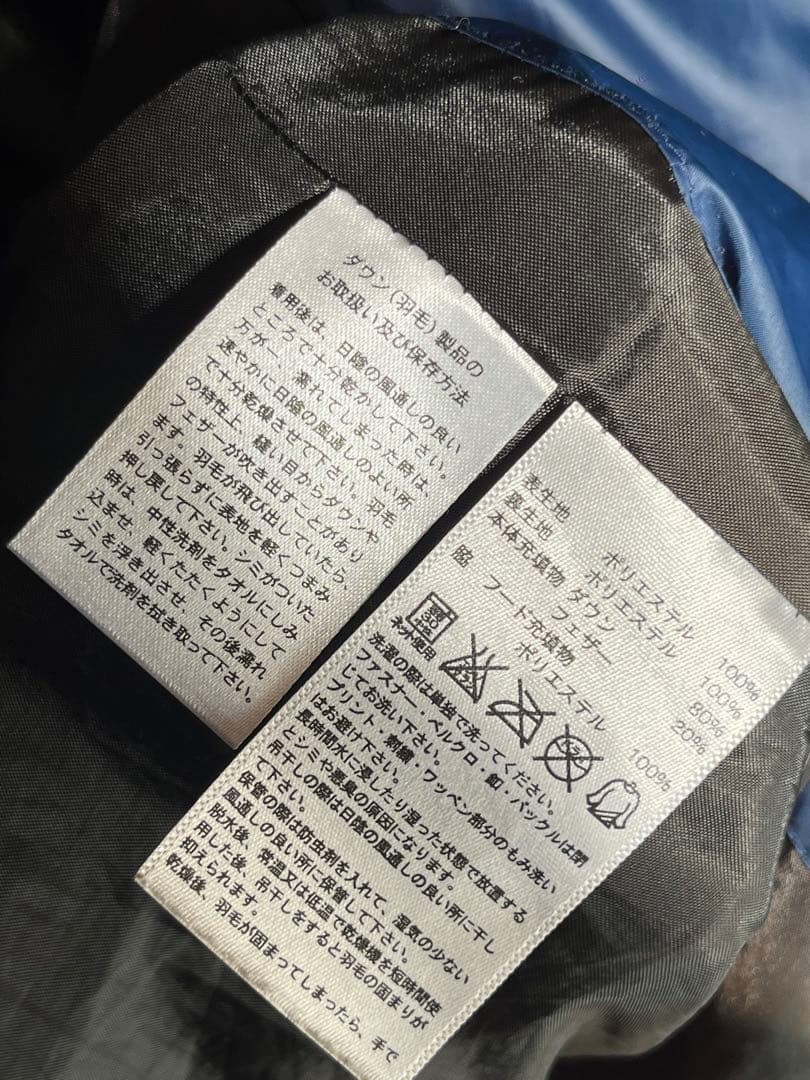 ダウン(羽毛)製品の
お取扱い及び保存方法
着用後は、日陰の風通しの良い
ところで十分乾かして下さい。
万が一、濡れてしまった時は、
速やかに日陰の風通しのよい所
で十分乾燥させて下さい。羽毛
の特性上、縫い目からダウンや
フェザーが吹き出すことがあり
ます。羽毛が飛び出していたら、
引っ張らずに表地を軽くつまみ
押し戻して下さい。シミがついた
時は、中性洗剤をタオルにしみ
込ませ、軽くたたくようにして
シミを浮き出させ、その後濡れ
タオルで洗剤を拭き取って下さい。
表生地 ポリエステル 100%
裏生地 ポリエステル 100%
本体充填物 ダウン 80%
フェザー 20%
脇 フード充填物
ポリエステル 100%
30
ネット使用
洗濯の際は単独で洗ってください。
ファスナー・ベルクロ・釦・バックルは閉
じてお洗い下さい。
プリント・刺繍・ワッペン部分のもみ洗い
はお避け下さい。
長時間水に浸したり湿った状態で放置する
とシミや悪臭の原因になります。
吊干しの際は日陰の風通しの良い所に干し
て下さい。
保管の際は防虫剤を入れて、湿気の少ない
風通しの良い所に保管して下さい。
脱水後、常温又は低温で乾燥機を短時間使
用した後、吊干しをすると羽毛の固まりが
抑えられます。
乾燥後、羽毛が固まってしまったら、手で